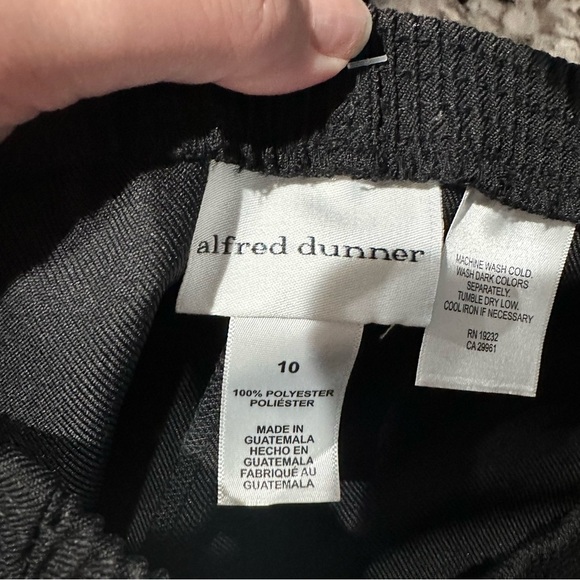 alfred dunner
10
100% POLYESTER
POLIÉSTER
MADE IN
GUATEMALA
HECHO EN
GUATEMALA
FABRIQUÉ AU
GUATEMALA
MACHINE WASH COLD.
WASH DARK COLORS
SEPARATELY.
TUMBLE DRY LOW.
COOL IRON IF NECESSARY
RN 19232
CA 29961